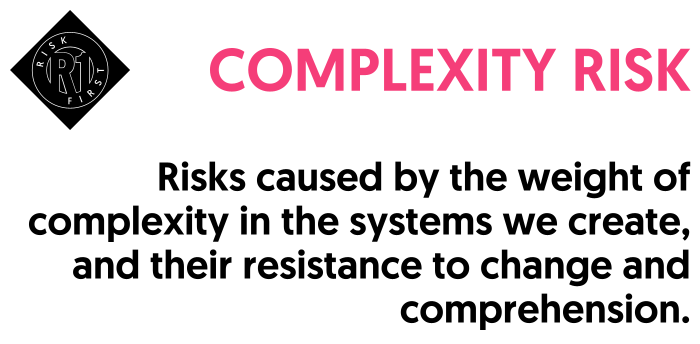 RISK
R1
FIRST
COMPLEXITY RISK
Risks caused by the weight of
complexity in the systems we create,
and their resistance to change and
comprehension.